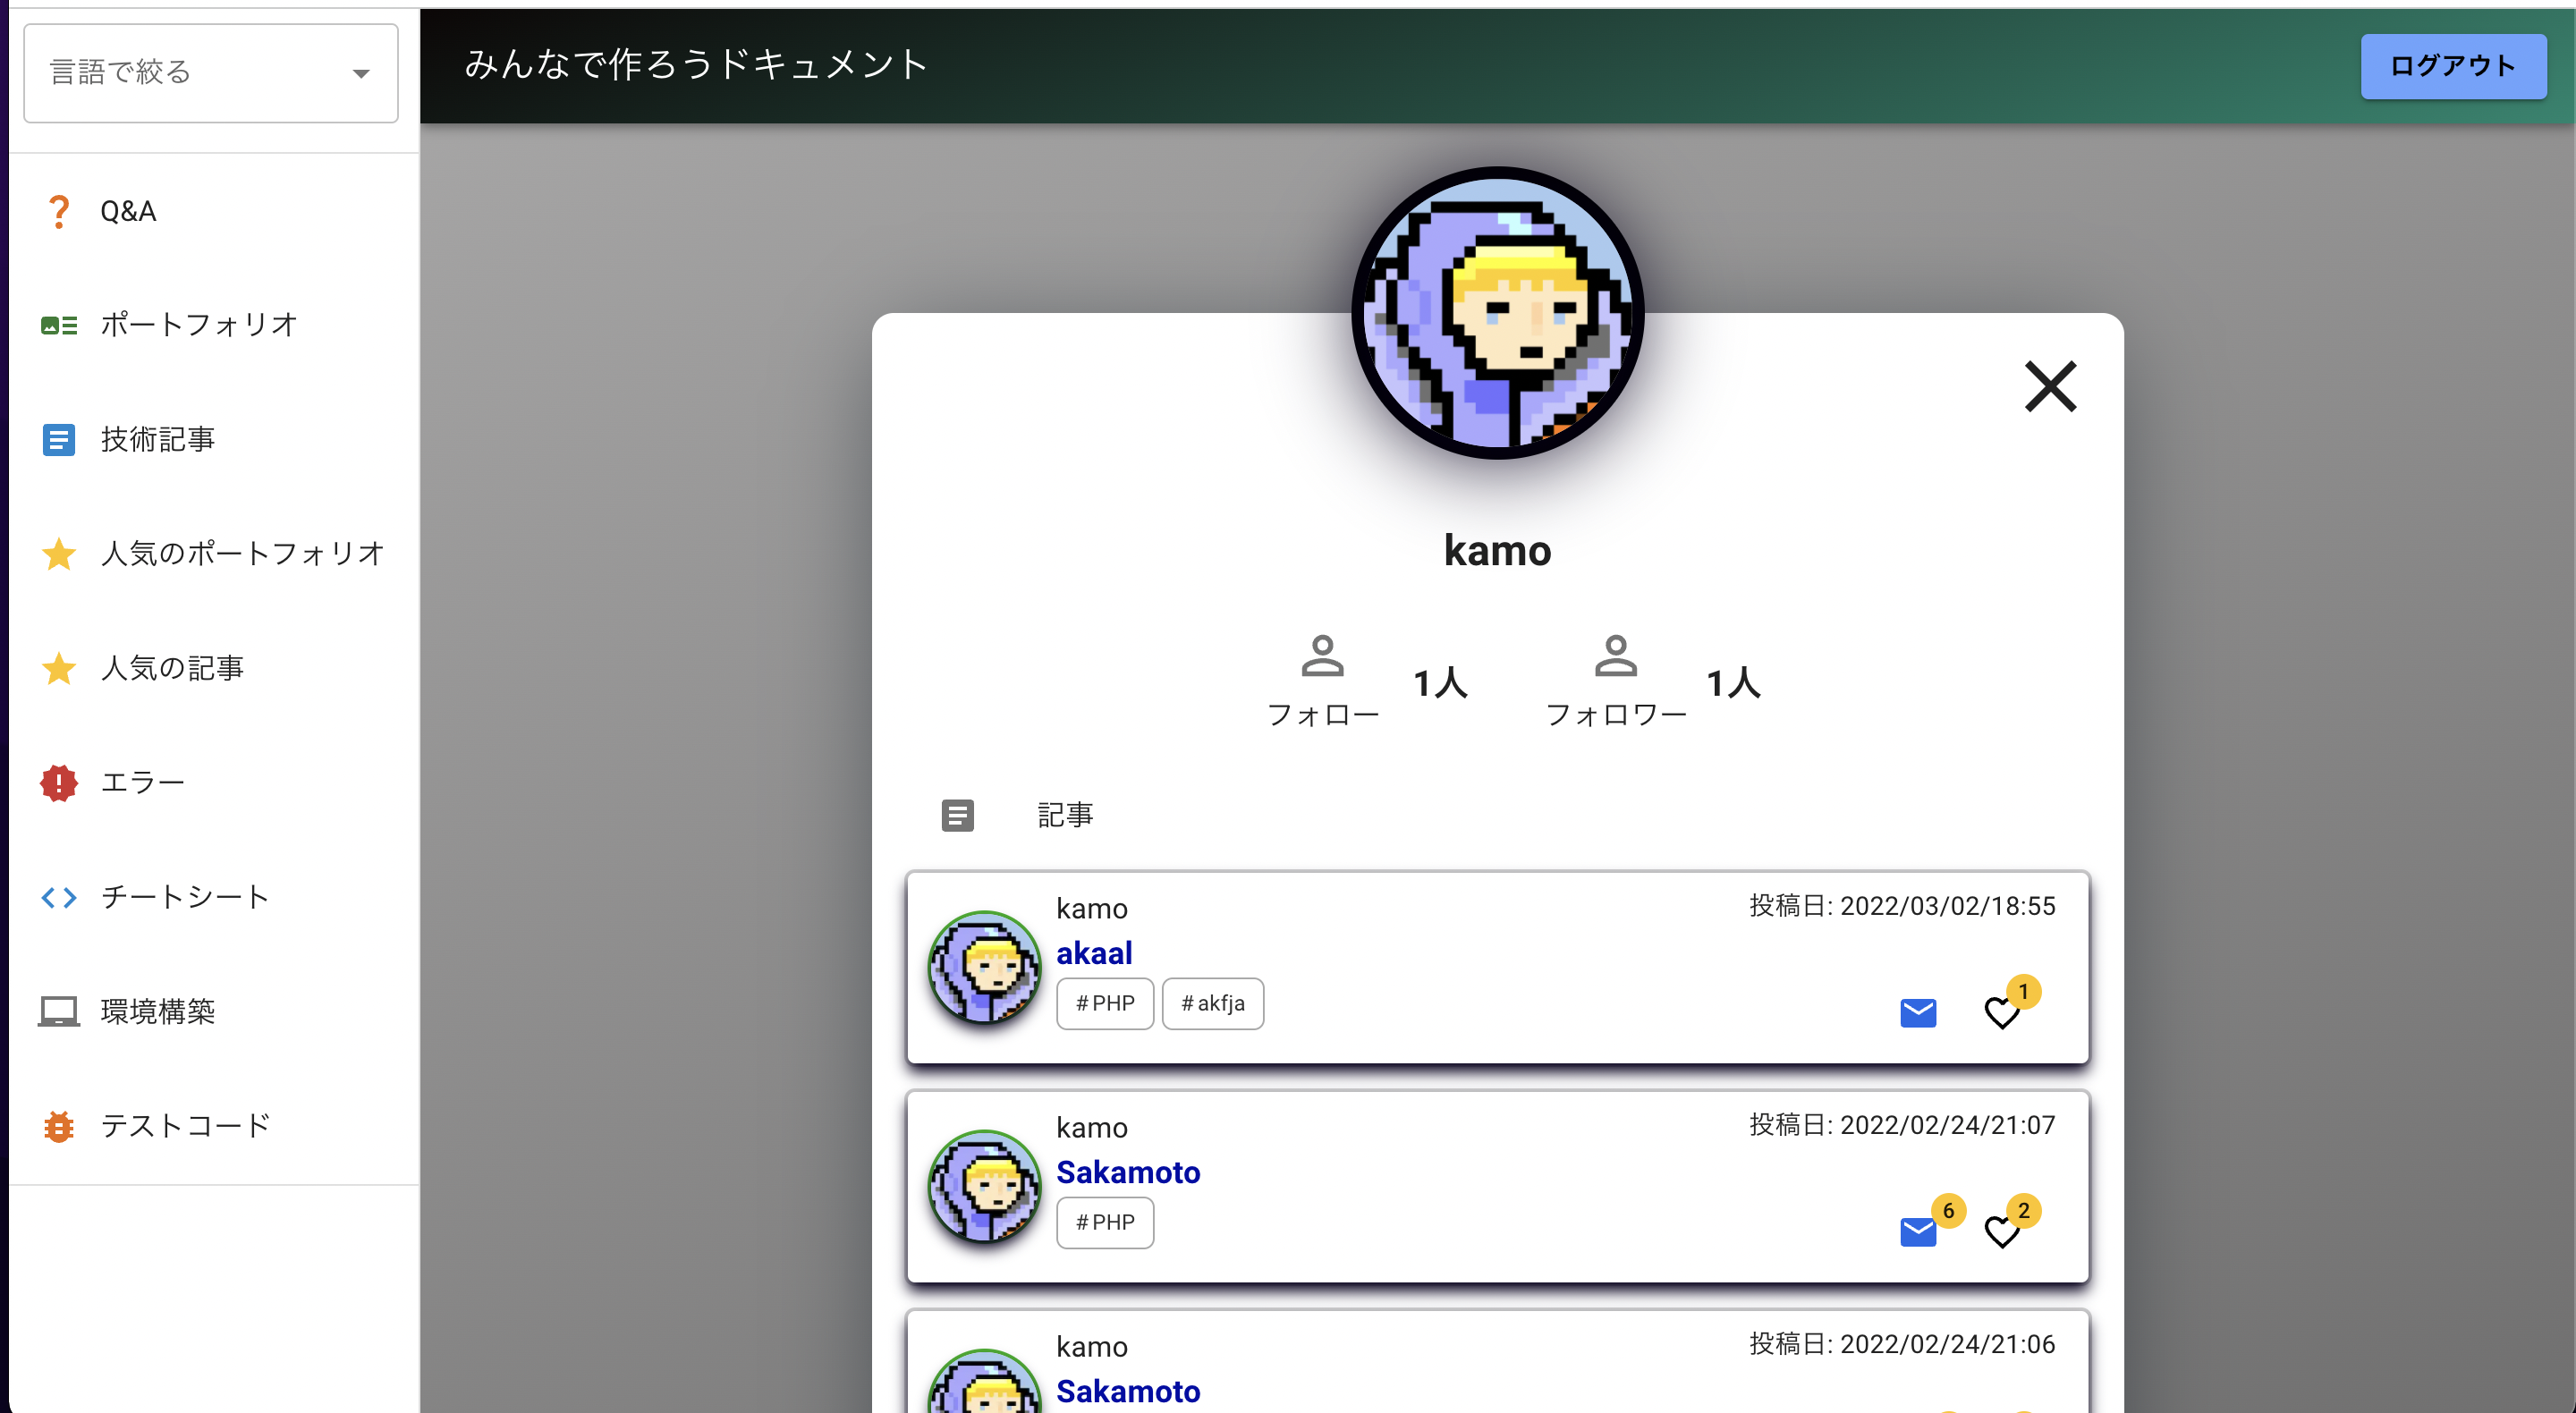 言語で絞る
みんなで作ろうドキュメント
ログアウト
Q&A
ポートフォリオ
技術記事
人気のポートフォリオ
人気の記事
エラー
チートシート
環境構築
テストコード
kamo
フォロー
1人
フォロワー
1人
記事
kamo
投稿日: 2022/03/02/18:55
akaal
#PHP #akfja
1
kamo
投稿日: 2022/02/24/21:07
Sakamoto
#PHP
6 2
kamo
投稿日: 2022/02/24/21:06
Sakamoto